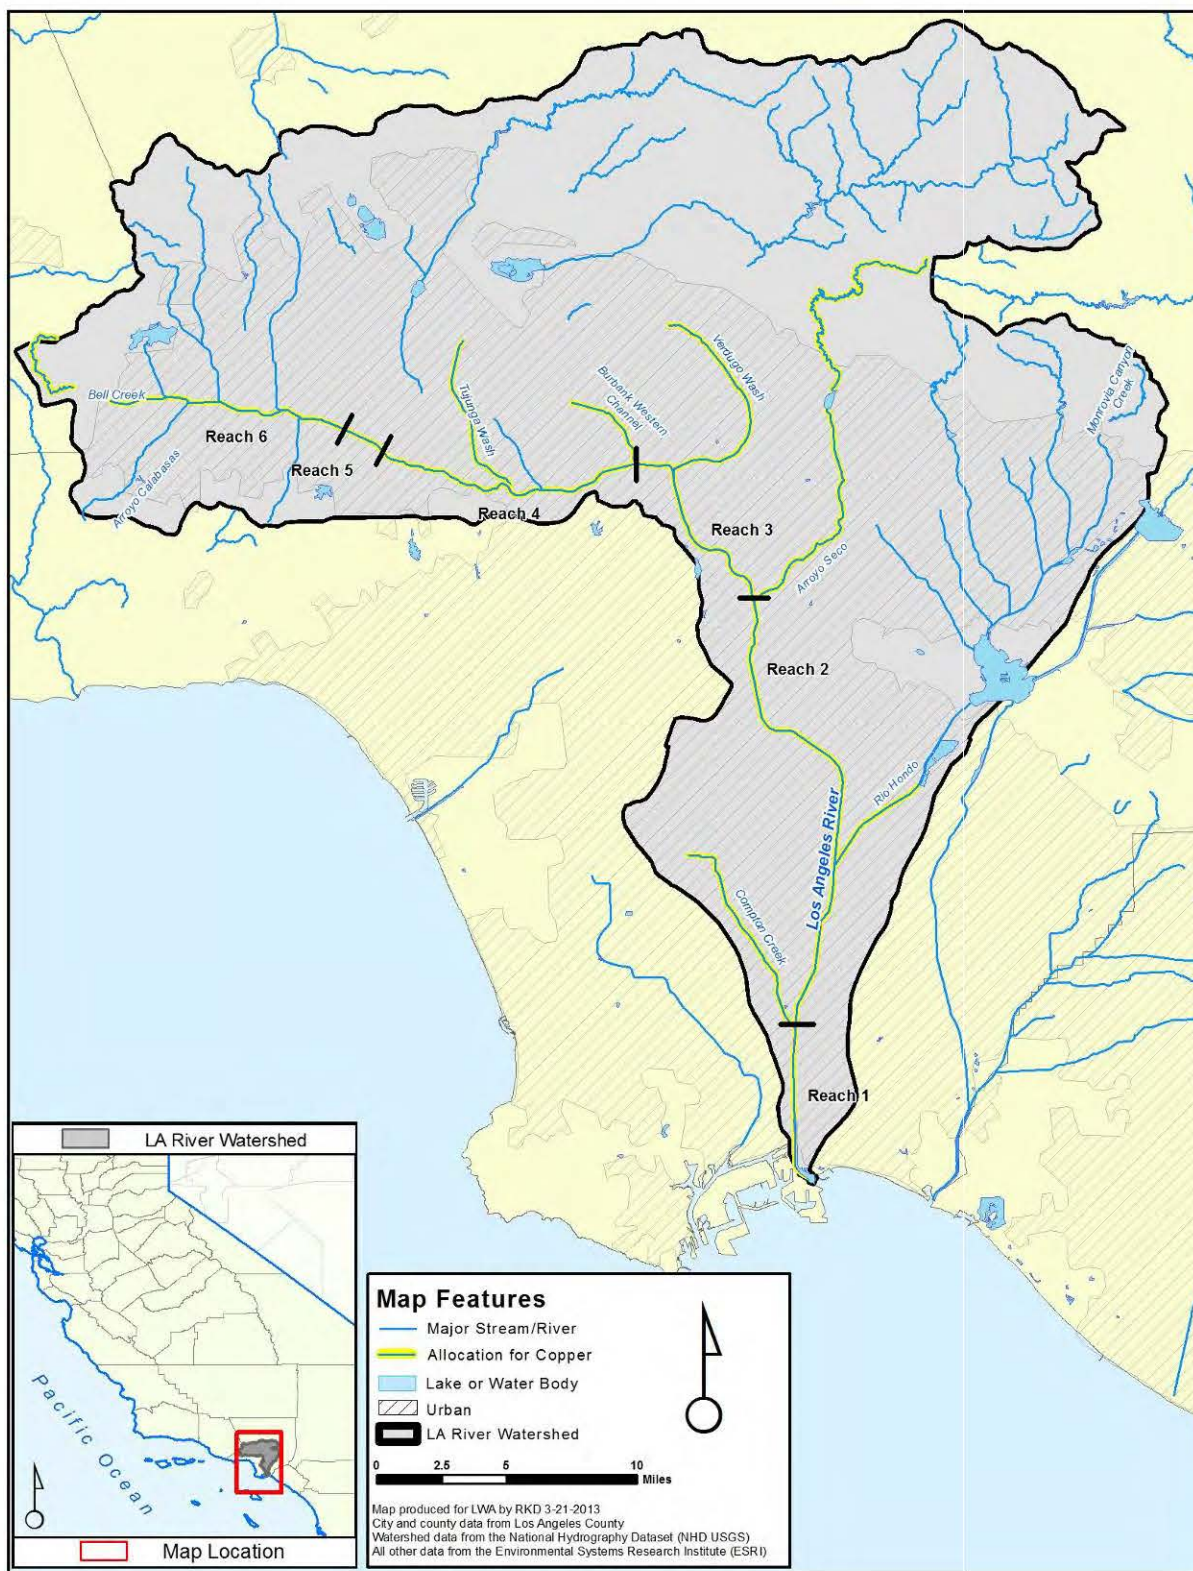 Verdugo Wash
Burbank Western
Channel
Monrovia Canyon
Creek
Bell Creek
Tujunga Wash
Reach 6
Reach 5
Arroyo Calabasas
Reach 4
Reach 3
Arroyo Seco
Reach 2
Rio Hondo
Los Angeles River
Compton Creek
Reach 1
LA River Watershed
Pacific Ocean
Map Location
Map Features
Major Stream/River
Allocation for Copper
Lake or Water Body
Urban
LA River Watershed
0 2.5 5 10
Miles
Map produced for LWA by RKD 3-21-2013
City and county data from Los Angeles County
Watershed data from the National Hydrography Dataset (NHD USGS)
All other data from the Environmental Systems Research Institute (ESRI)